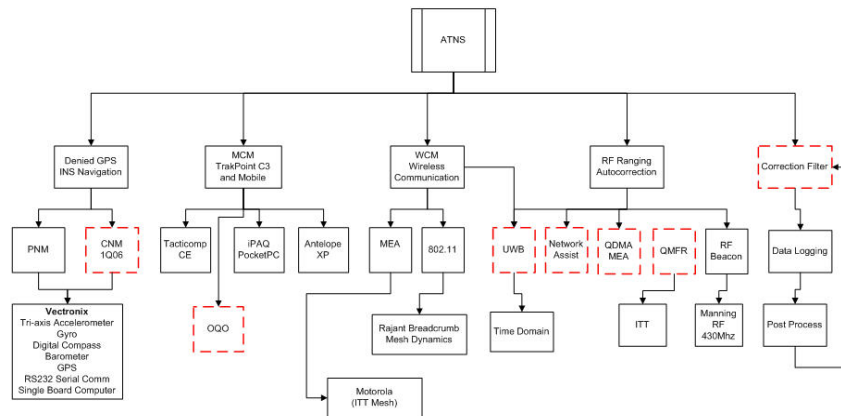 ATNS
Denied GPS
INS Navigation
MCM
TrakPoint C3
and Mobile
WCM
Wireless
Communication
RF Ranging
Autocorrection
Correction Filter
PNM
CNM
1Q06
Tacticomp
CE
iPAQ
PocketPC
Antelope
XP
MEA
802.11
UWB
Network
Assist
QDMA
MEA
QMFR
RF
Beacon
Data Logging
Vectronix
Tri-axis Accelerometer
Gyro
Digital Compass
Barometer
GPS
RS232 Serial Comm
Single Board Computer
OQO
Rajant Breadcrumb
Mesh Dynamics
Time Domain
ITT
Manning
RF
430Mhz
Post Process
Motorola
(ITT Mesh)